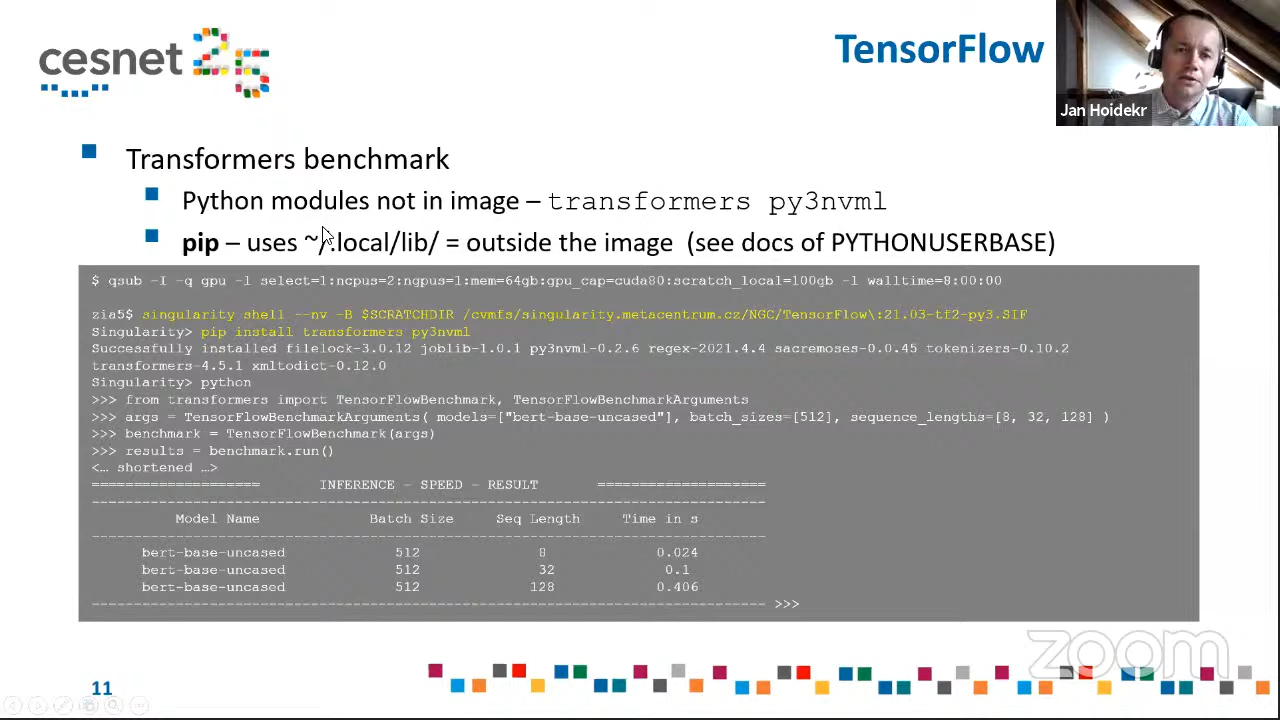 cesnet 25
TensorFlow
Jan Hoidekr
Transformers benchmark
Python modules not in image – transformers py3nvml
pip – uses ~/.local/lib/ = outside the image (see docs of PYTHONUSERBASE)
$ qsub -I -q gpu -l select=1:ncpus=2:ngpus=1:mem=64gb:gpu_cap=cuda80:scratch_local=100gb -l walltime=8:00:00
zia5$ singularity shell --nv -B $SCRATCHDIR /cvmfs/singularity.metacentrum.cz/NGC/TensorFlow\:21.03-tf2-py3.SIF
Singularity> pip install transformers py3nvml
Successfully installed filelock-3.0.12 joblib-1.0.1 py3nvml-0.2.6 regex-2021.4.4 sacremoses-0.0.45 tokenizers-0.10.2
transformers-4.5.1 xmltodict-0.12.0
Singularity> python
>>> from transformers import TensorFlowBenchmark, TensorFlowBenchmarkArguments
>>> args = TensorFlowBenchmarkArguments( models=["bert-base-uncased"], batch_sizes=[512], sequence_lengths=[8, 32, 128] )
>>> benchmark = TensorFlowBenchmark(args)
>>> results = benchmark.run()
<… shortened …>
==================== INFERENCE - SPEED - RESULT ====================
--------------------------------------------------------------------------------
Model Name Batch Size Seq Length Time in s
--------------------------------------------------------------------------------
bert-base-uncased 512 8 0.024
bert-base-uncased 512 32 0.1
bert-base-uncased 512 128 0.406
-------------------------------------------------------------------------------- >>>
zoom
11